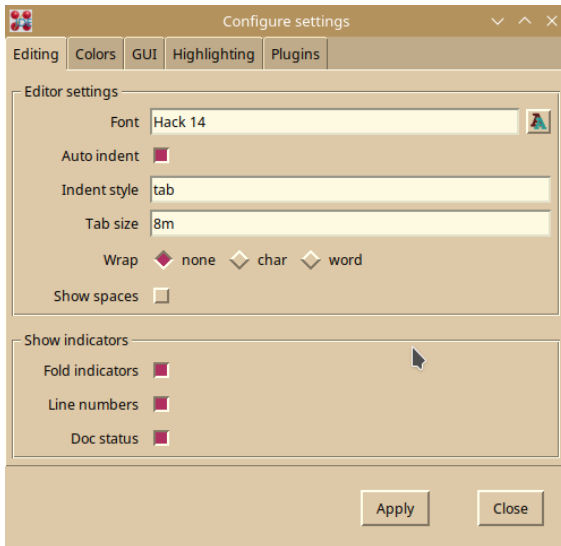 Configure settings
Editing Colors GUI Highlighting Plugins
Editor settings
Font Hack 14
Auto indent
Indent style tab
Tab size 8m
Wrap none char word
Show spaces
Show indicators
Fold indicators
Line numbers
Doc status
Apply Close